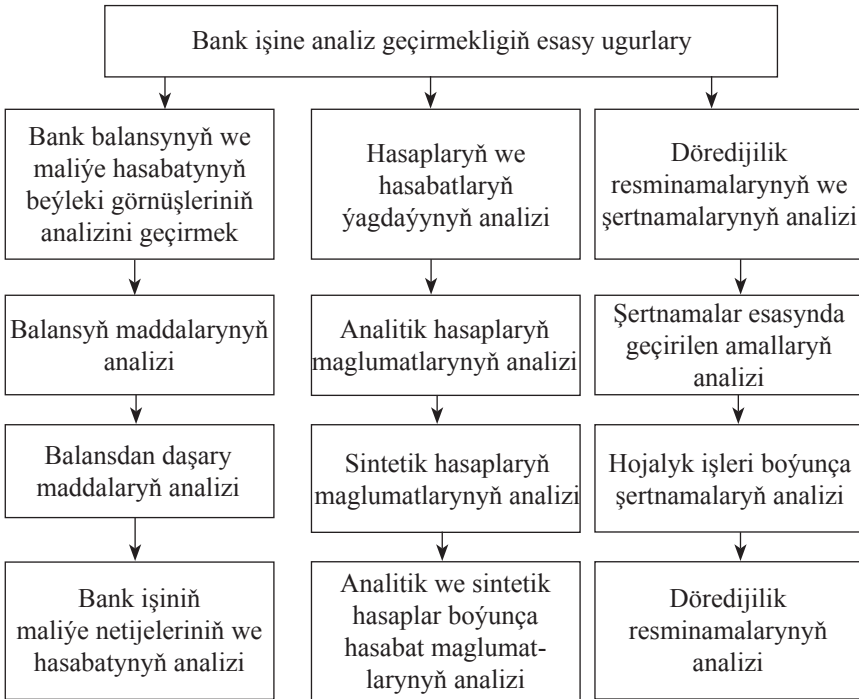 Bank işine analiz geçirmekligiň esasy ugurlary
Bank balansynyň we
maliýe hasabatynyň
beýleki görnüşleriniň
analizini geçirmek
Hasaplaryň we
hasabatlaryň
ýagdaýynyň analizi
Döredijilik
resminamalarynyň we
şertnamalarynyň analizi
Balansyň maddalarynyň
analizi
Analitik hasaplaryň
maglumatlarynyň analizi
Şertnamalar esasynda
geçirilen amallaryň
analizi
Balansdan daşary
maddalaryň analizi
Sintetik hasaplaryň
maglumatlarynyň analizi
Hojalyk işleri boýunça
şertnamalaryň analizi
Bank işiniň
maliýe netijeleriniň we
hasabatynyň analizi
Analitik we sintetik
hasaplar boýunça
hasabat maglumat-
larynyň analizi
Döredijilik
resminamalarynyň
analizi